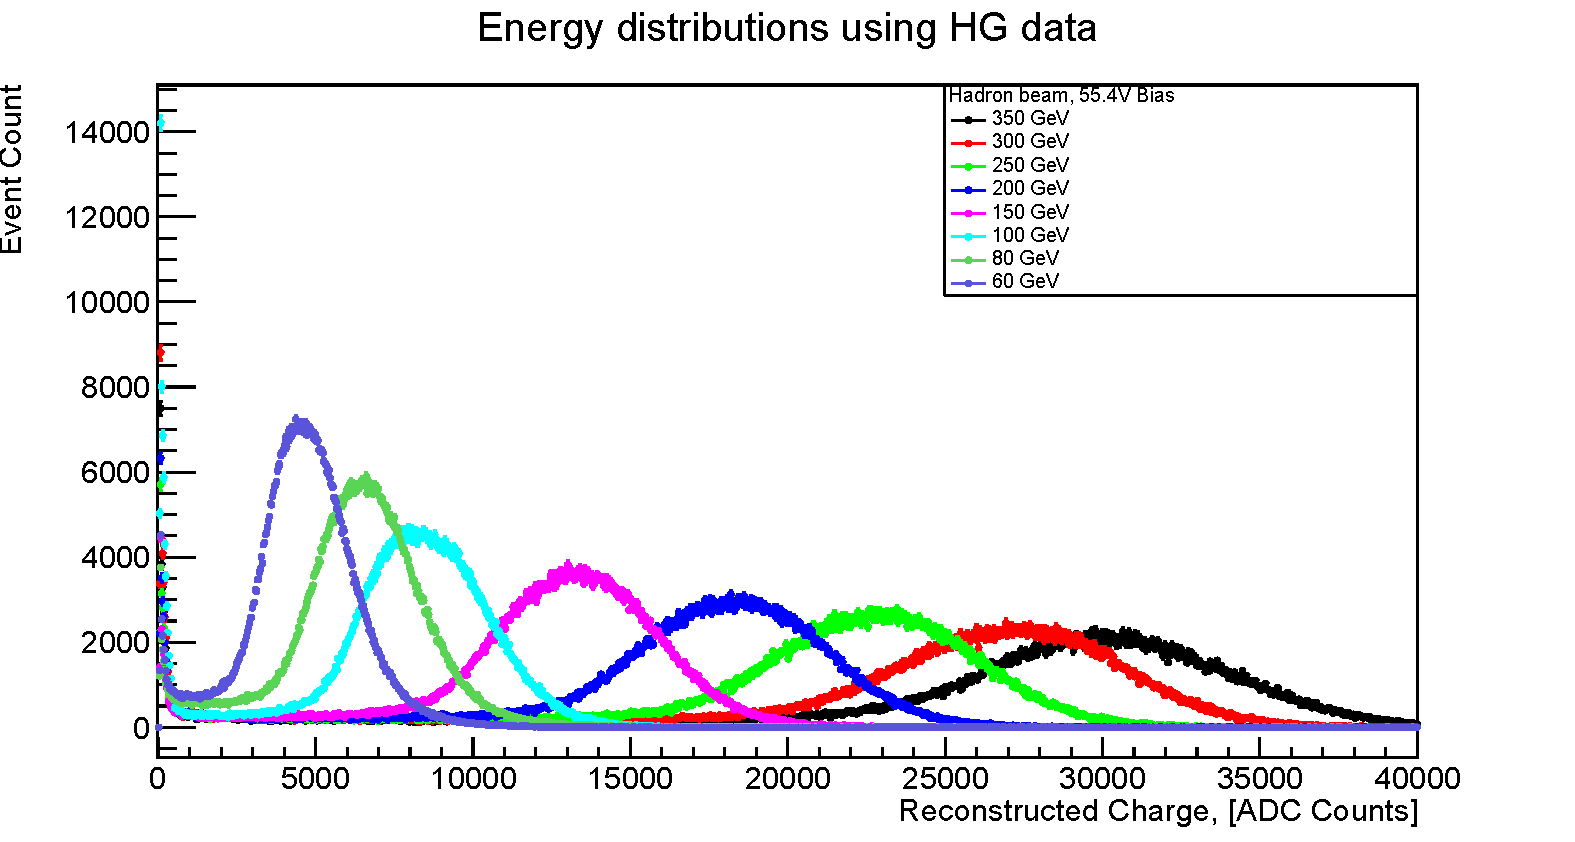 Energy distributions using HG data
Event Count
14000
12000
10000
8000
6000
4000
2000
0
Hadron beam, 55.4V Bias
350 GeV
300 GeV
250 GeV
200 GeV
150 GeV
100 GeV
80 GeV
60 GeV
0 5000 10000 15000 20000 25000 30000 35000 40000
Reconstructed Charge, [ADC Counts]